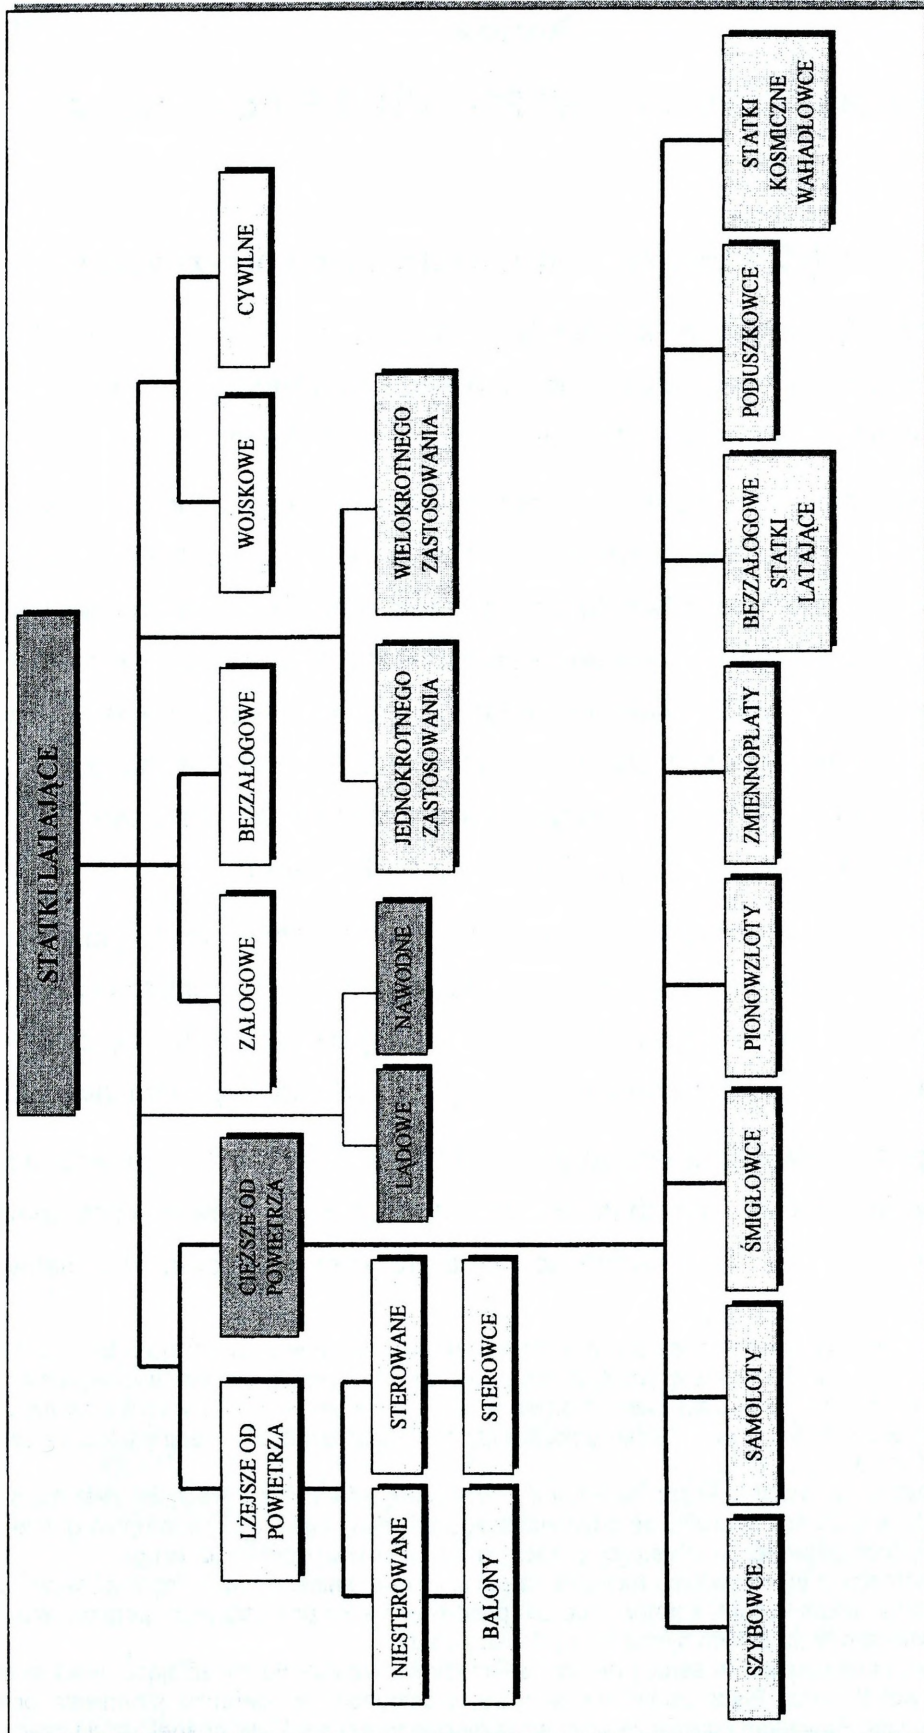 STATKI LATAJĄCE
ZAŁOGOWE
BEZZAŁOGOWE
WOJSKOWE
CYWILNE
LŻEJSZE OD
POWIETRZA
CIĘŻSZE OD
POWIETRZA
LĄDOWE
NAWODNE
JEDNOKROTNEGO
ZASTOSOWANIA
WIELOKROTNEGO
ZASTOSOWANIA
NIESTEROWANE
STEROWANE
BALONY
STEROWCE
SZYBOWCE
SAMOLOTY
ŚMIGŁOWCE
PIONOWZLOTY
ZMIENNOPŁATY
BEZZAŁOGOWE
STATKI
LATAJĄCE
PODUSZKOWCE
STATKI
KOSMICZNE
WAHADŁOWCE